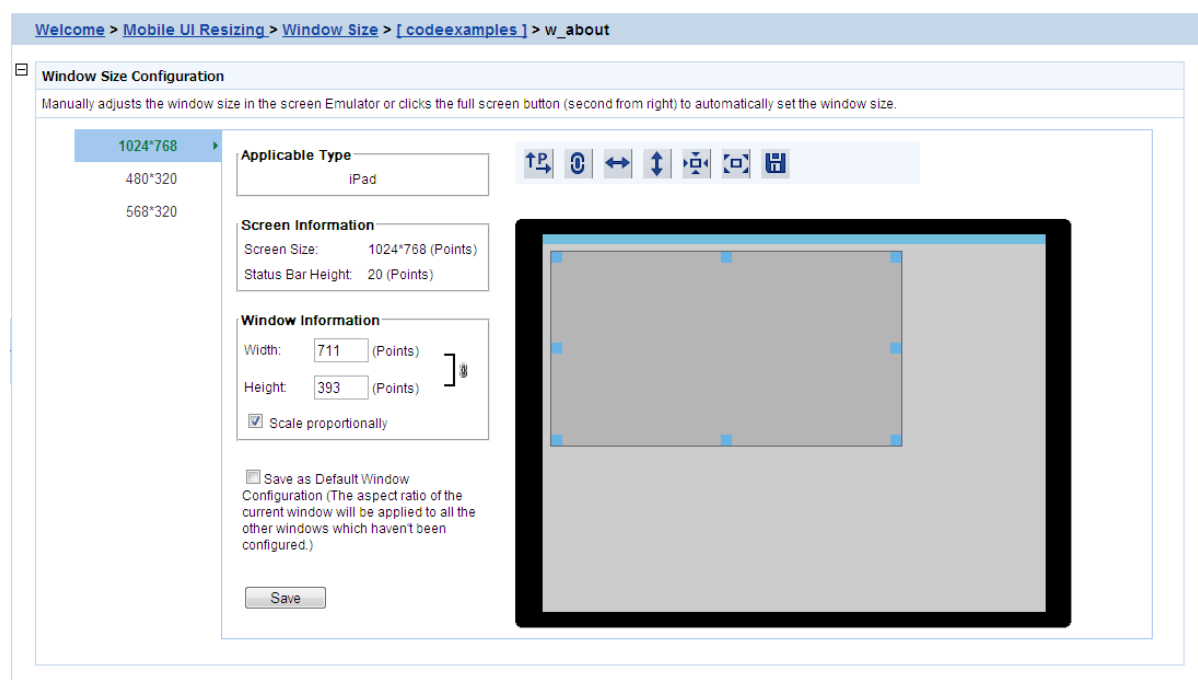 Welcome > Mobile UI Resizing > Window Size > [ codeexamples ] > w_about
Window Size Configuration
Manually adjusts the window size in the screen Emulator or clicks the full screen button (second from right) to automatically set the window size.
1024*768
480*320
568*320
Applicable Type
iPad
Screen Information
Screen Size: 1024*768 (Points)
Status Bar Height: 20 (Points)
Window Information
Width: 711 (Points)
Height: 393 (Points)
Scale proportionally
Save as Default Window
Configuration (The aspect ratio of the
current window will be applied to all the
other windows which haven't been
configured.)
Save
P